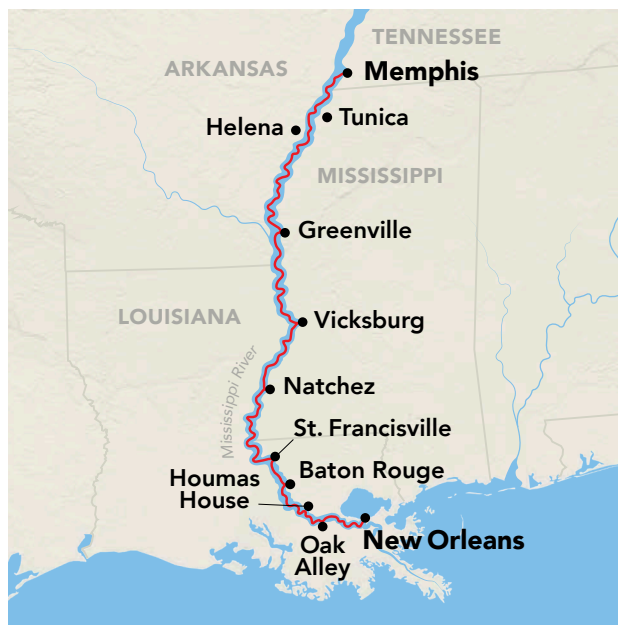 TENNESSEE
ARKANSAS
Memphis
Tunica
Helena
MISSISSIPPI
Greenville
LOUISIANA
Vicksburg
Mississippi River
Natchez
St. Francisville
Baton Rouge
Houmas
House
New Orleans
Oak
Alley